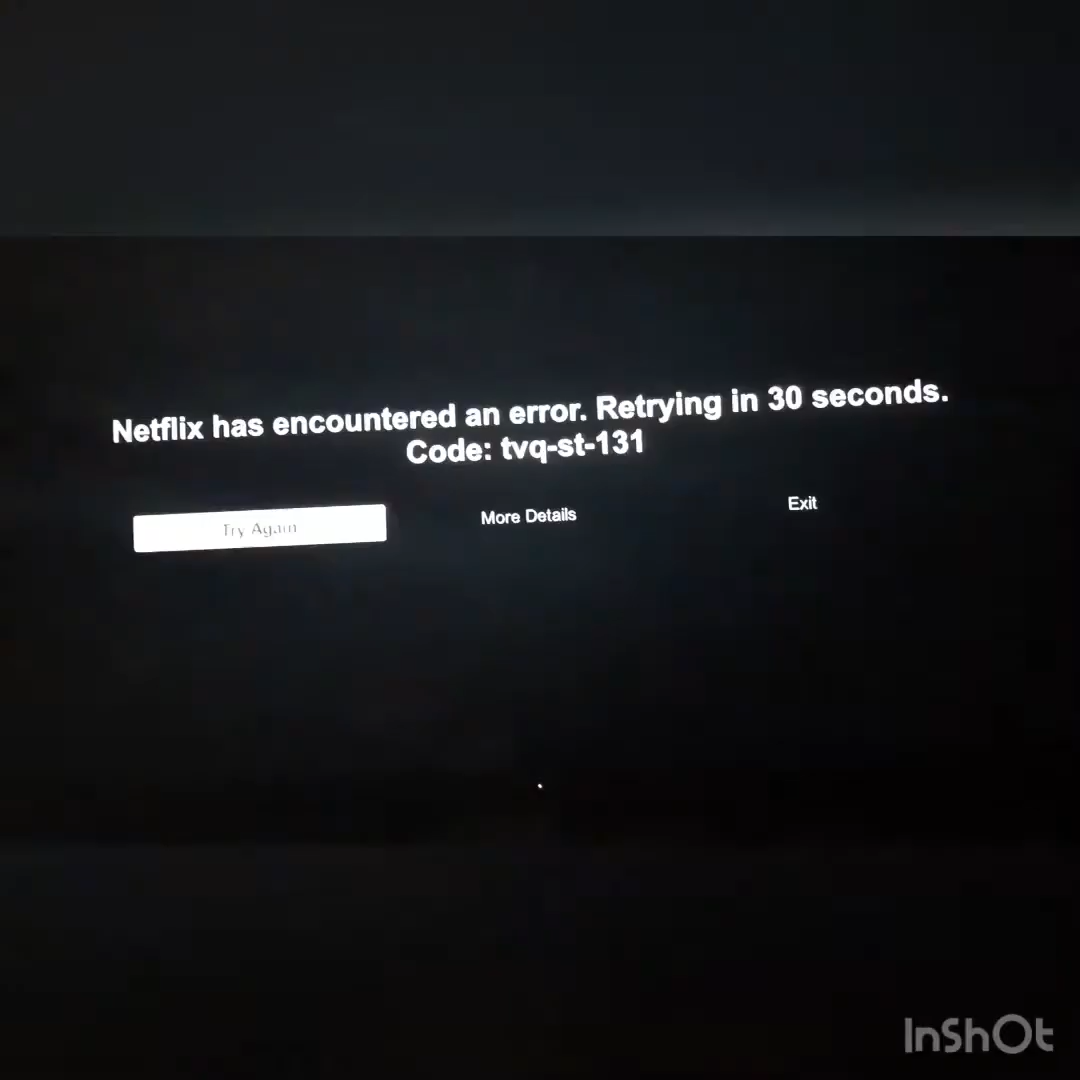 Netflix has encountered an error. Retrying in 30 seconds.
Code: tvq-st-131
Try Again
More Details
Exit
InShOt